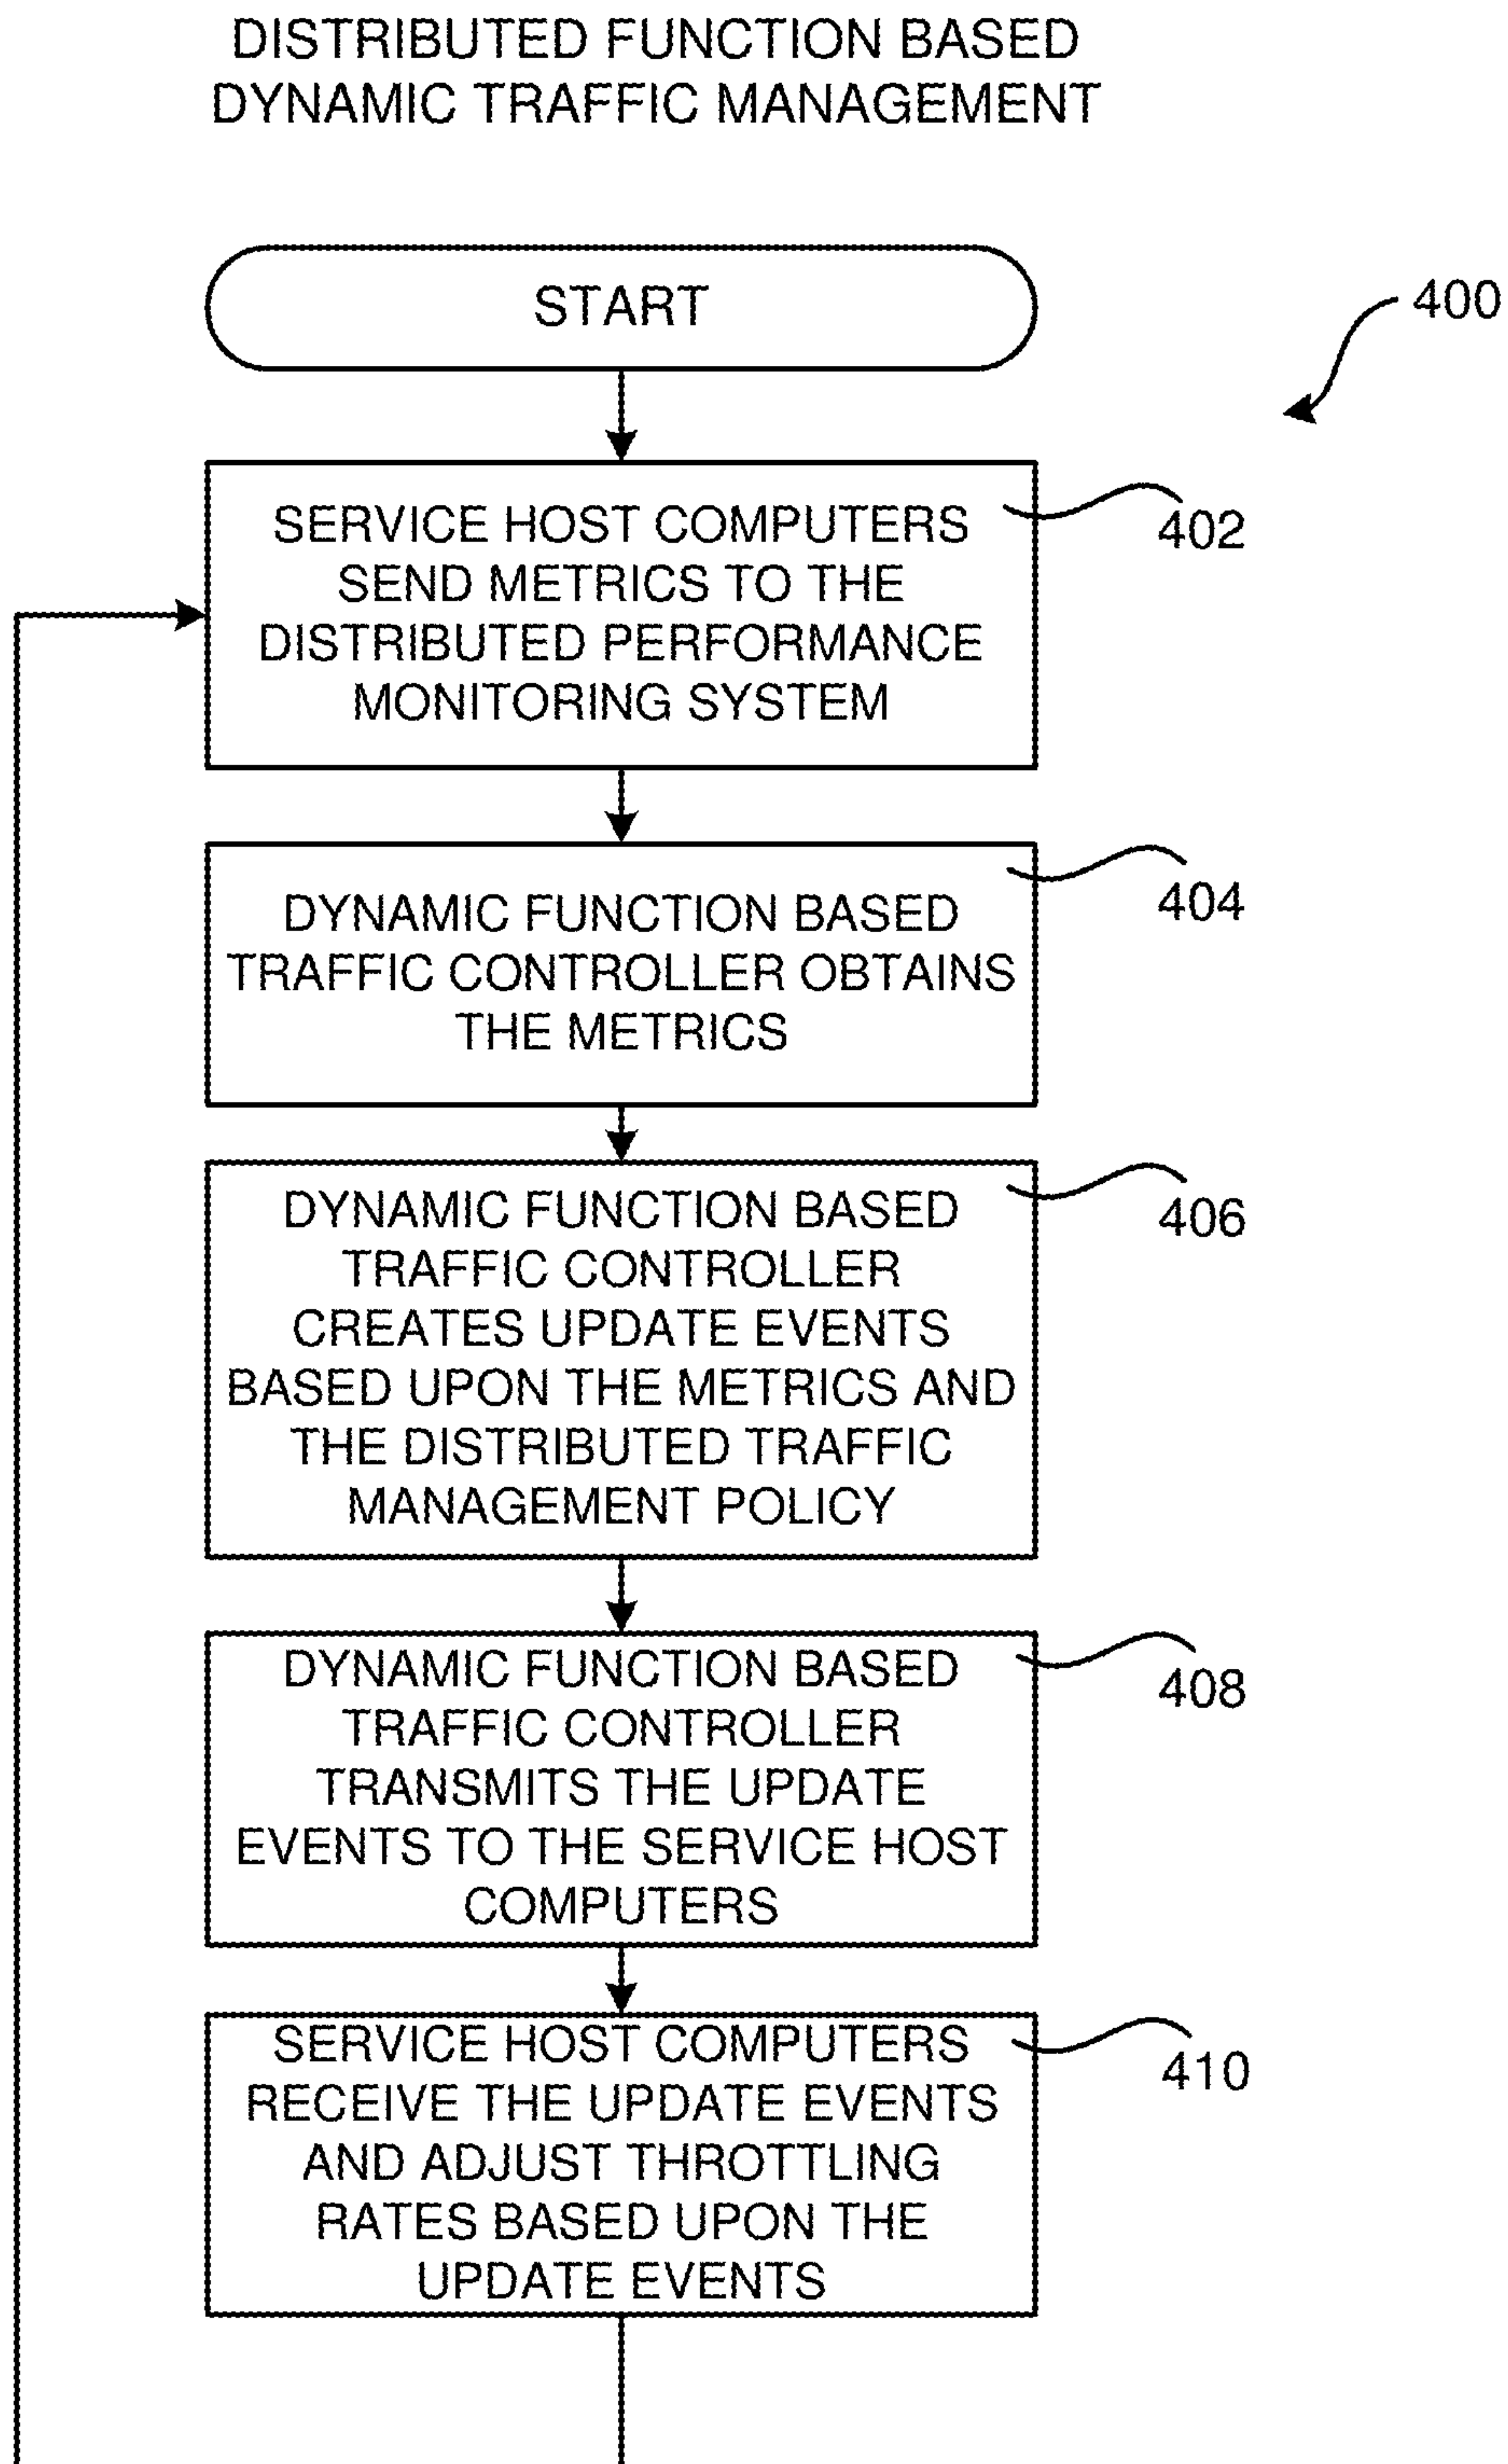 DISTRIBUTED FUNCTION BASED
DYNAMIC TRAFFIC MANAGEMENT
START
400
SERVICE HOST COMPUTERS
SEND METRICS TO THE
DISTRIBUTED PERFORMANCE
MONITORING SYSTEM
402
DYNAMIC FUNCTION BASED
TRAFFIC CONTROLLER OBTAINS
THE METRICS
404
DYNAMIC FUNCTION BASED
TRAFFIC CONTROLLER
CREATES UPDATE EVENTS
BASED UPON THE METRICS AND
THE DISTRIBUTED TRAFFIC
MANAGEMENT POLICY
406
DYNAMIC FUNCTION BASED
TRAFFIC CONTROLLER
TRANSMITS THE UPDATE
EVENTS TO THE SERVICE HOST
COMPUTERS
408
SERVICE HOST COMPUTERS
RECEIVE THE UPDATE EVENTS
AND ADJUST THROTTLING
RATES BASED UPON THE
UPDATE EVENTS
410